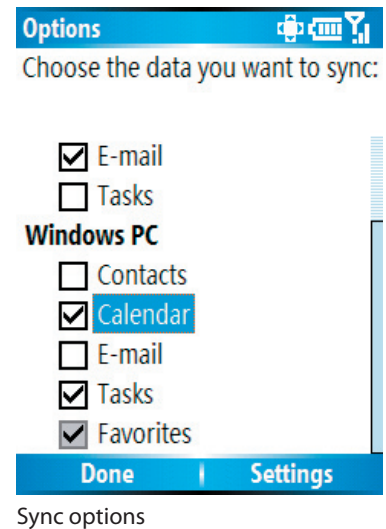 Options
Choose the data you want to sync:
E-mail
Tasks
Windows PC
Contacts
Calendar
E-mail
Tasks
Favorites
Done Settings
Sync options